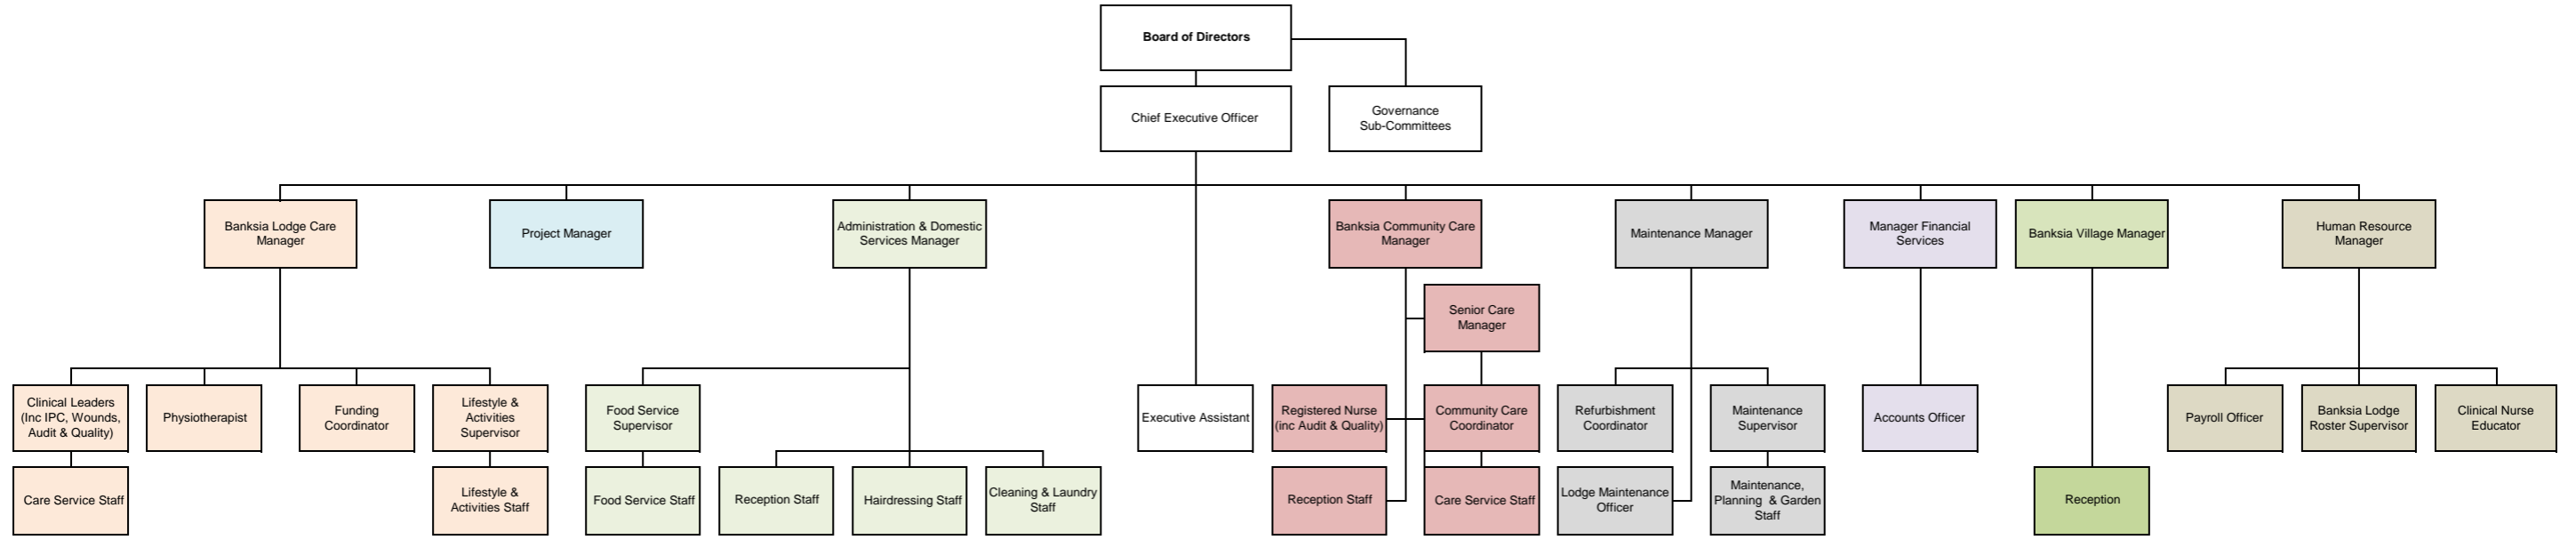 Board of Directors
Chief Executive Officer
Governance
Sub-Committees
Banksia Lodge Care
Manager
Project Manager
Administration & Domestic
Services Manager
Banksia Community Care
Manager
Maintenance Manager
Manager Financial
Services
Banksia Village Manager
Human Resource
Manager
Senior Care
Manager
Clinical Leaders
(Inc IPC, Wounds,
Audit & Quality)
Physiotherapist
Funding
Coordinator
Lifestyle &
Activities
Supervisor
Food Service
Supervisor
Executive Assistant
Registered Nurse
(inc Audit & Quality)
Community Care
Coordinator
Refurbishment
Coordinator
Maintenance
Supervisor
Accounts Officer
Payroll Officer
Banksia Lodge
Roster Supervisor
Clinical Nurse
Educator
Care Service Staff
Lifestyle &
Activities Staff
Food Service Staff
Reception Staff
Hairdressing Staff
Cleaning & Laundry
Staff
Reception Staff
Care Service Staff
Lodge Maintenance
Officer
Maintenance,
Planning & Garden
Staff
Reception